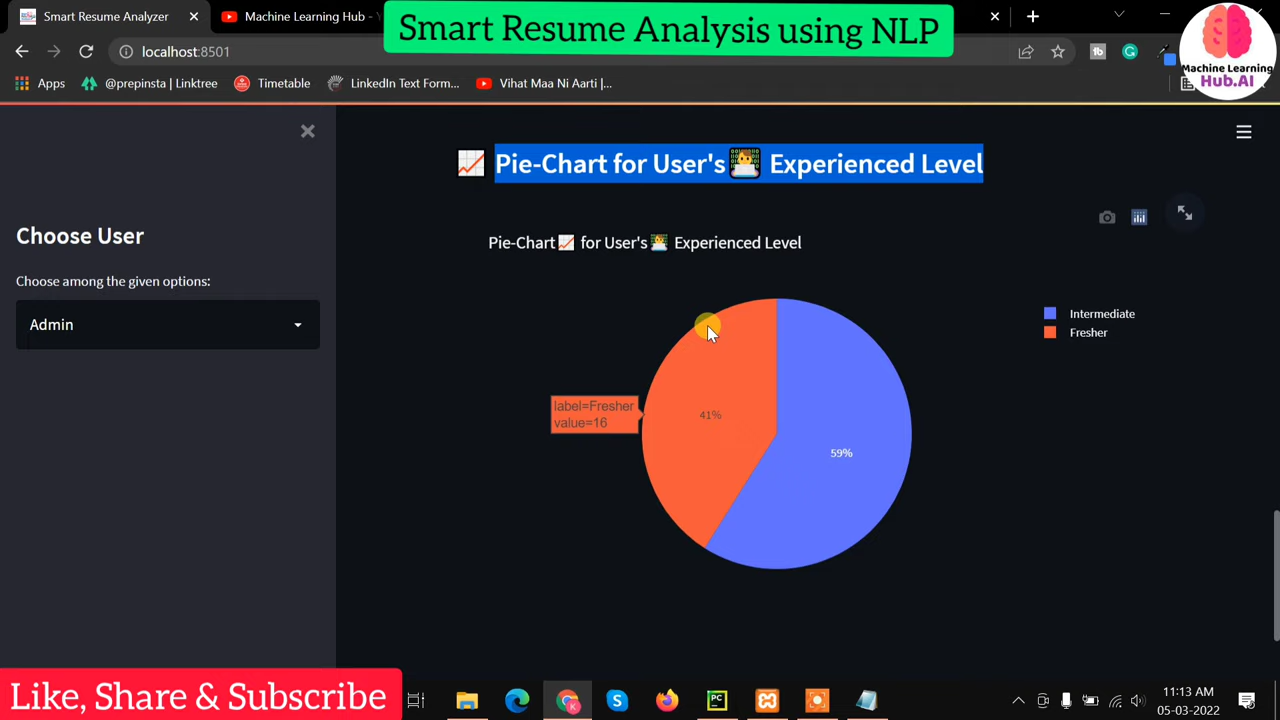 Smart Resume Analyzer
Machine Learning Hub -
Smart Resume Analysis using NLP
localhost:8501
Machine Learning
Hub.AI
Apps
@prepinsta | Linktree
Timetable
LinkedIn Text Form...
VihatMaa Ni Aarti |...
Pie-Chart for User's Experienced Level
Choose User
Choose among the given options:
Admin
Pie-Chart for User's Experienced Level
Intermediate
Fresher
label=Fresher
value=16
41%
59%
Like, Share & Subscribe
11:13 AM
05-03-2022